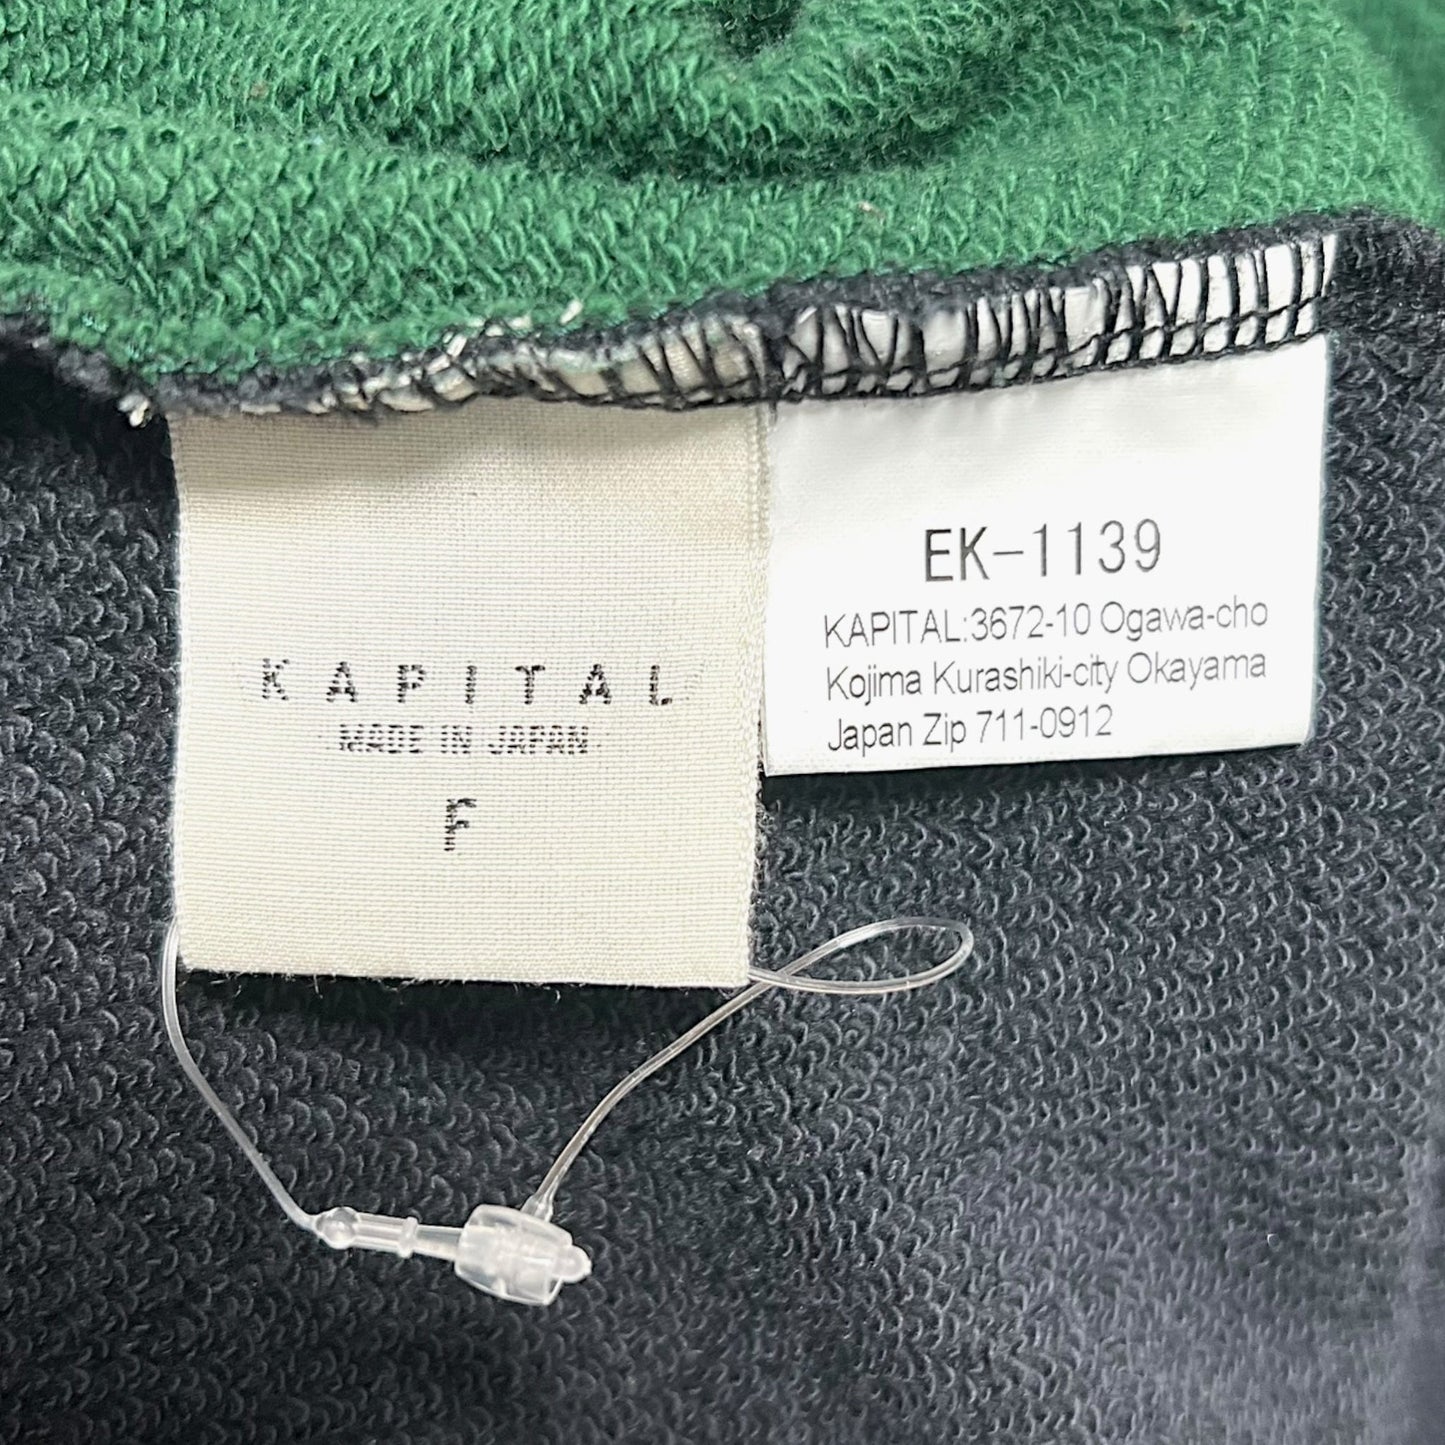 KAPITAL
MADE IN JAPAN
F
EK-1139
KAPITAL:3672-10 Ogawa-cho
Kojima Kurashiki-city Okayama
Japan Zip 711-0912